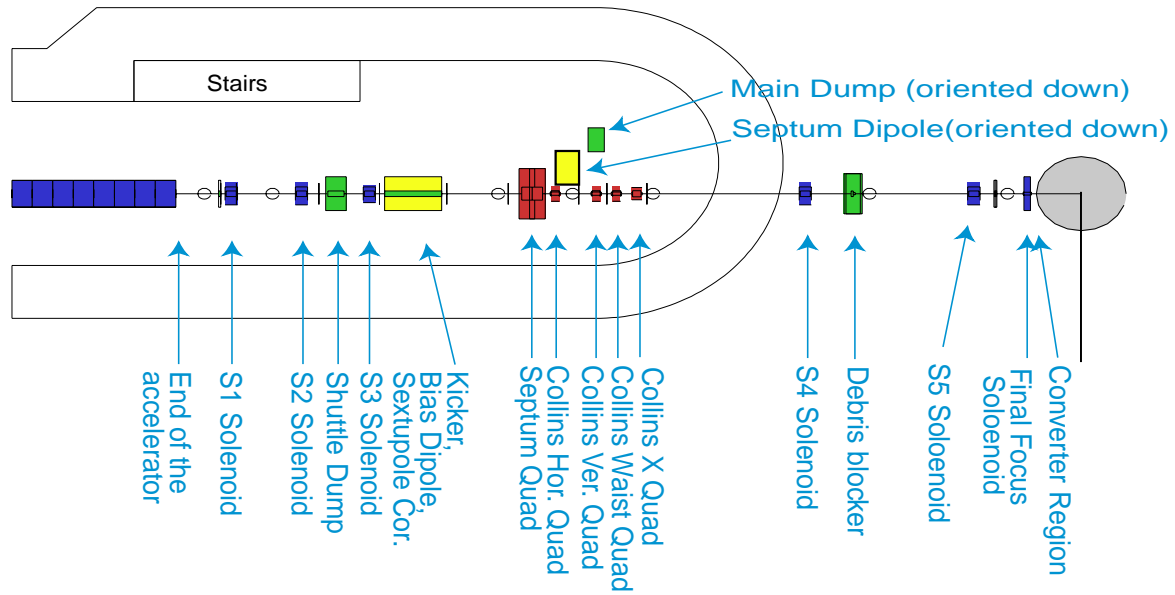 Stairs
Main Dump (oriented down)
Septum Dipole(oriented down)
End of the
accelerator
S1 Solenoid
S2 Solenoid
Shuttle Dump
S3 Solenoid
Kicker,
Bias Dipole,
Sextupole Cor.
Septum Quad
Collins Hor. Quad
Collins Ver. Quad
Collins Waist Quad
Collins X Quad
S4 Solenoid
Debris blocker
S5 Soloenoid
Final Focus
Soloenoid
Converter Region